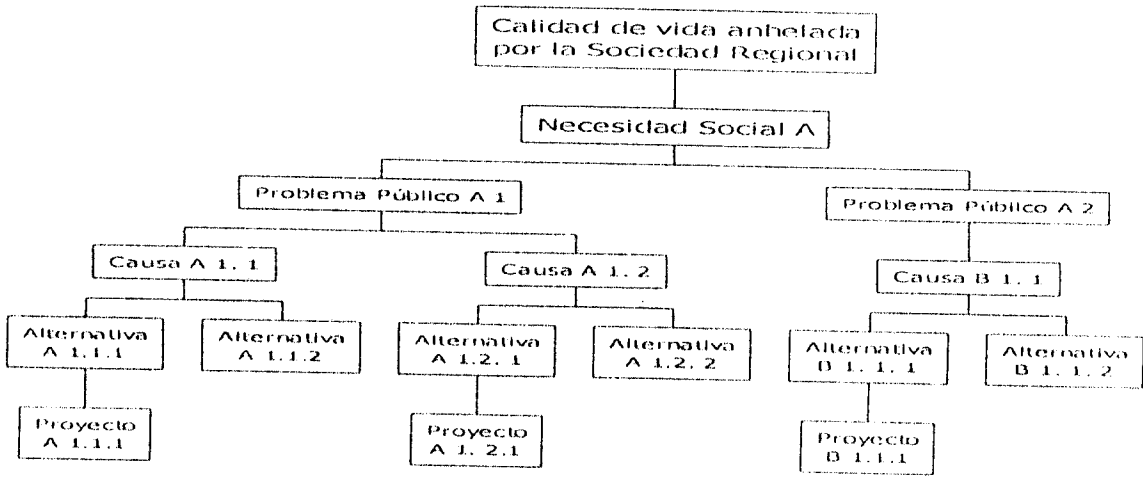 Calidad de vida anhelada
por la Sociedad Regional
Necesidad Social A
Problema Público A 1
Problema Público A 2
Causa A 1. 1
Causa A 1. 2
Causa B 1. 1
Alternativa
A 1.1.1
Alternativa
A 1.1.2
Alternativa
A 1.2. 1
Alternativa
A 1.2. 2
Alternativa
B 1. 1. 1
Alternativa
B 1. 1. 2
Proyecto
A 1.1.1
Proyecto
A 1. 2.1
Proyecto
B 1.1.1